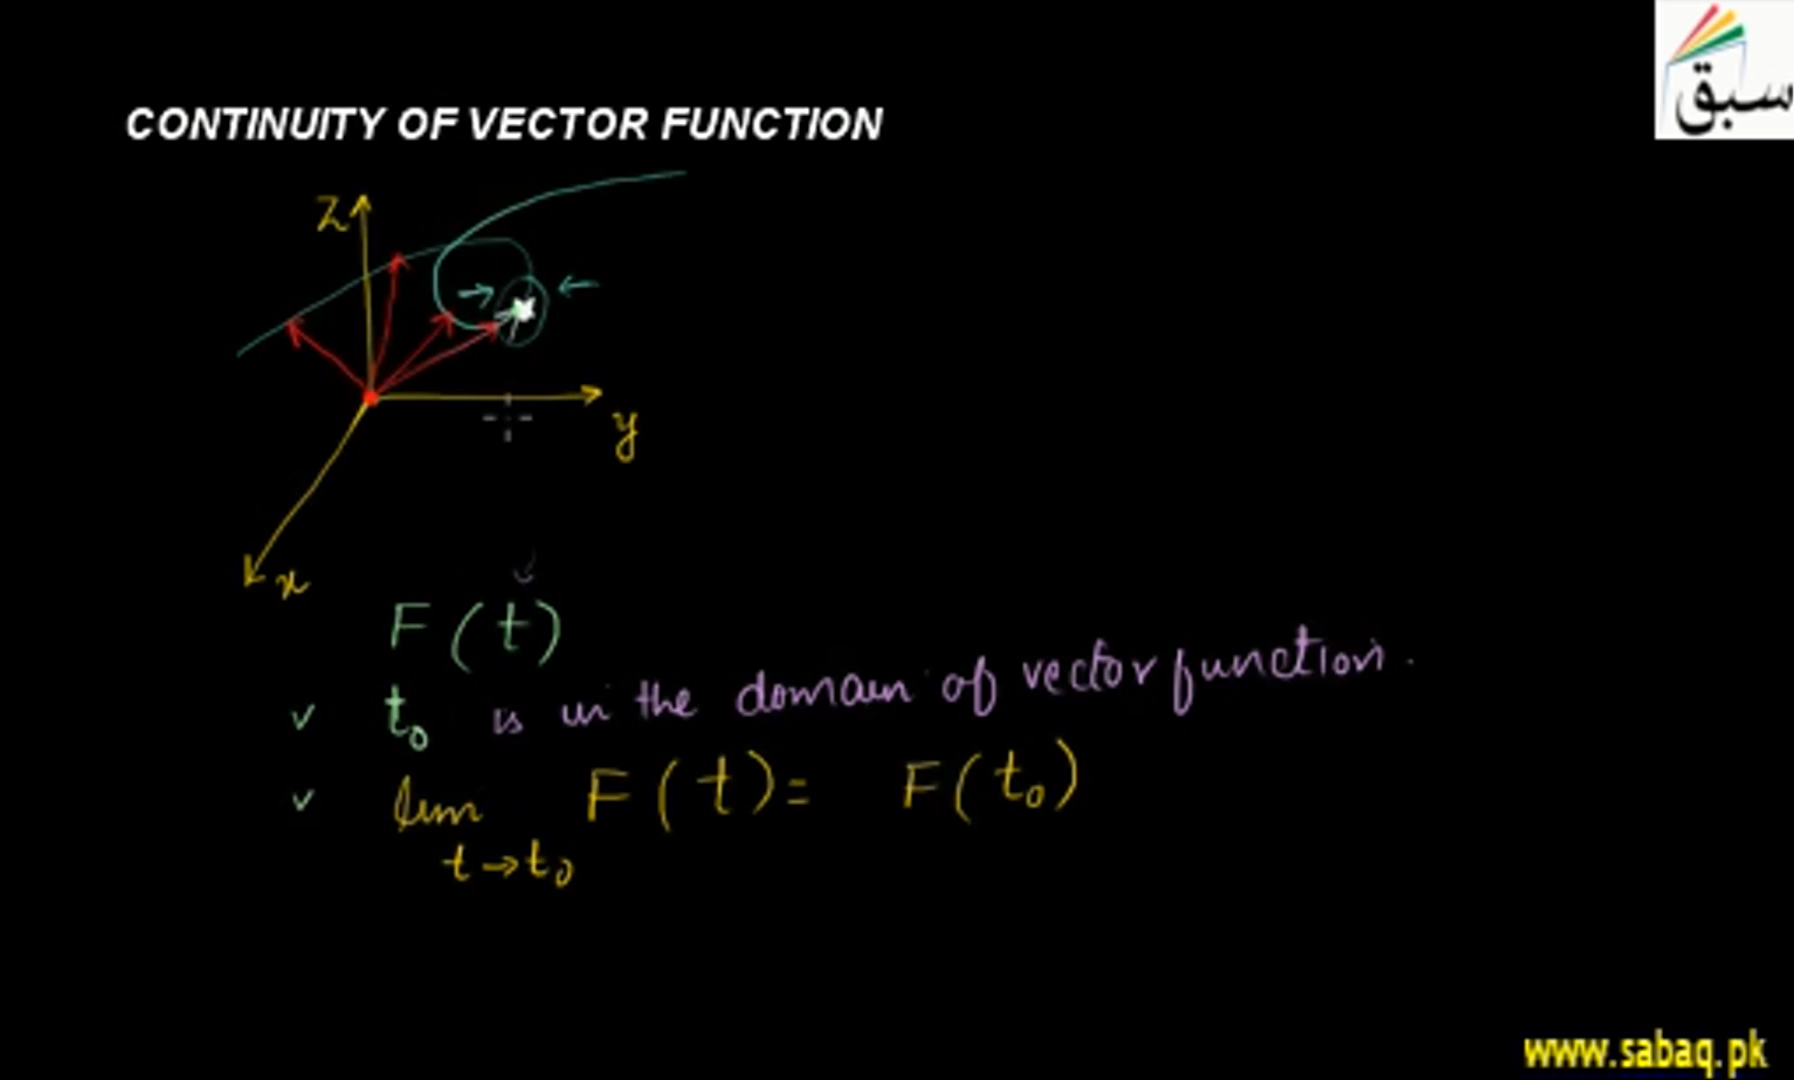 سبق
CONTINUITY OF VECTOR FUNCTION
Z
y
x
F(t)
✓ t₀ is in the domain of vector function.
✓ lim F(t) = F(t₀)
t→t₀
www.sabaq.pk